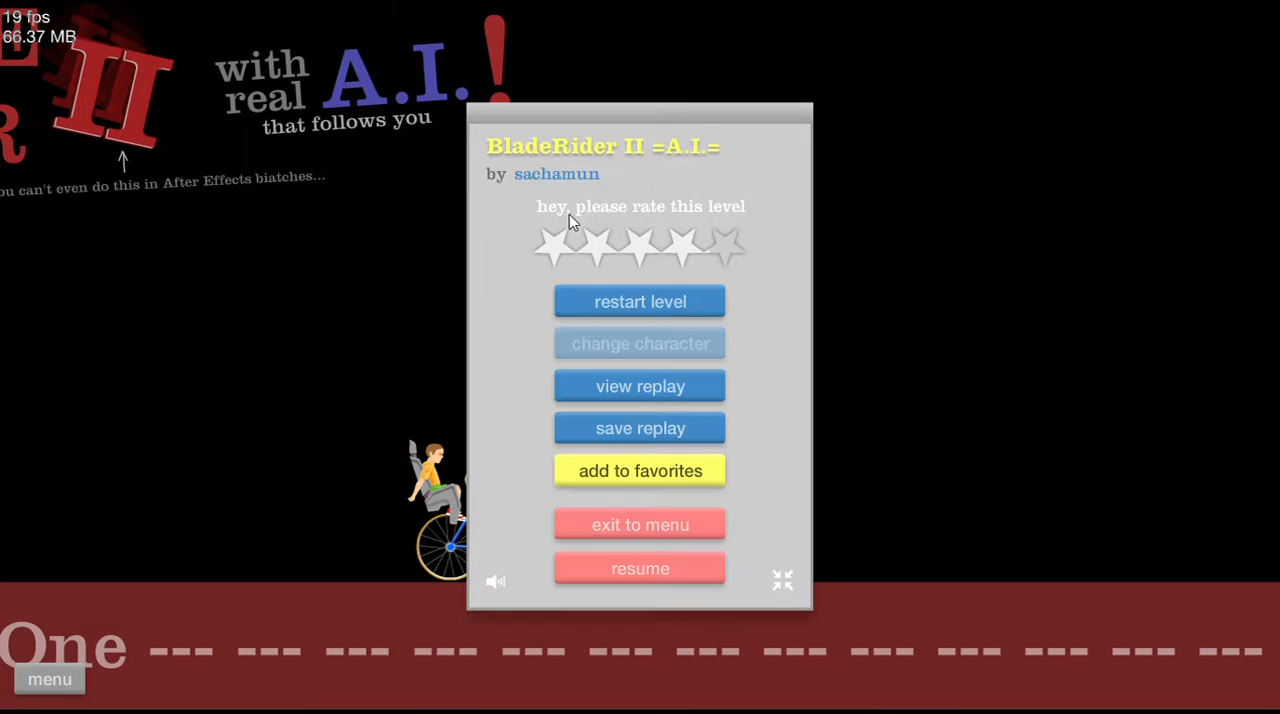 19 fps
66.37 MB
R
II
with
real A.I.!
that follows you
ou can't even do this in After Effects biatches...
BladeRider II =A.I.=
by sachamun
hey, please rate this level
restart level
change character
view replay
save replay
add to favorites
exit to menu
resume
One --- --- --- --- --- --- --- --- --- --- --- --- ---
menu